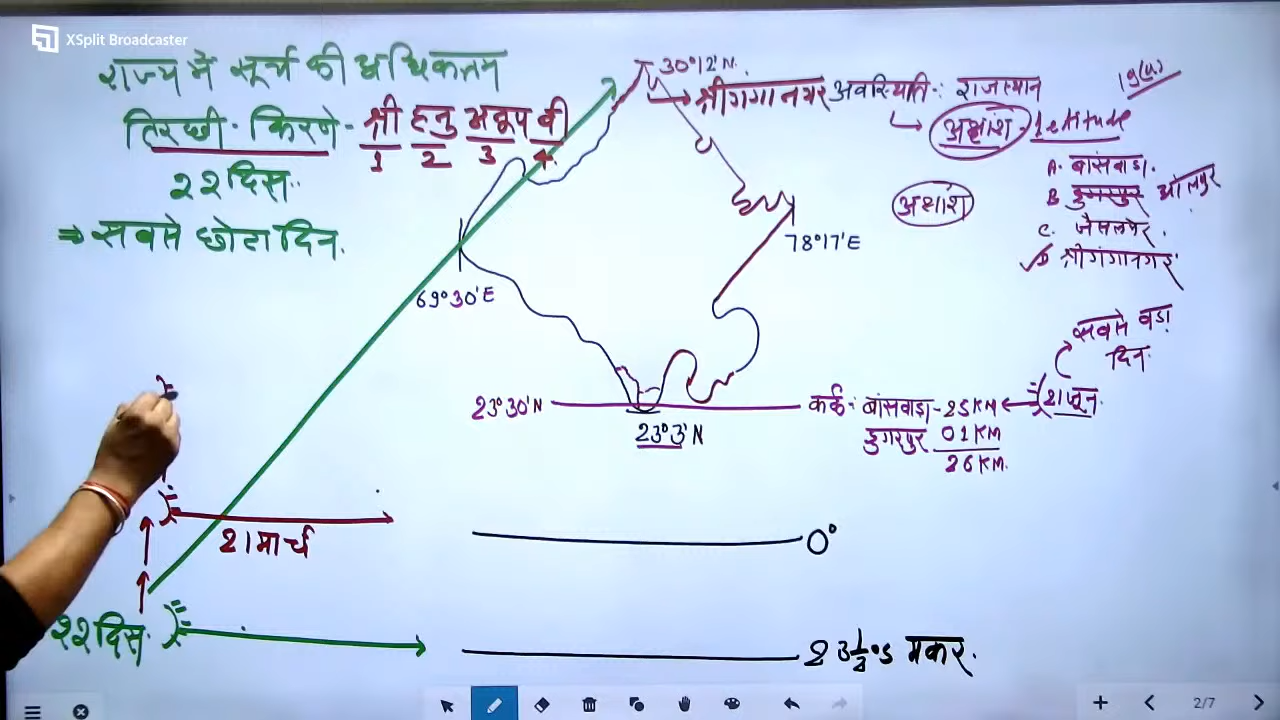 XSplit Broadcaster
राज्य में सूर्य की अधिकतम
तिरछी किरणे - श्री हनु अनूप बी
1 2 3 4
22 दिस.
⇒ सबसे छोटा दिन.
30°12'N.
→ श्रीगंगानगर
अवस्थिति: राजस्थान
अक्षांश - Letitude
अक्षांश
A. बांसवाडा.
B डुंगरपुर धोलपुर
C. जैसलमेर.
D श्रीगंगानगर
78°17'E
69°30'E
सबसे बड़ा
दिन.
23°30'N
कर्क: बांसवाड़ा - 25KM ← 21 जून.
डुंगरपुर 01KM
26KM.
23°3'N
21 मार्च
0°
22 दिस.
23½°S मकर.
2/7